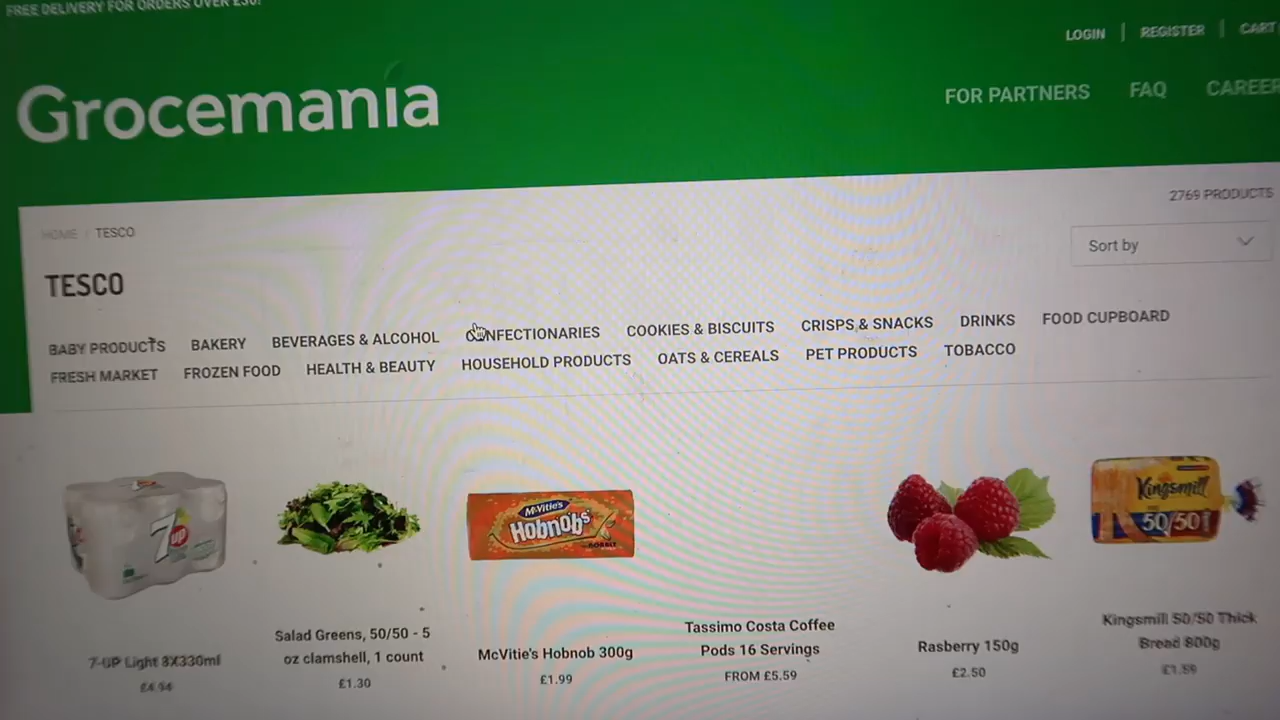 FREE DELIVERY FOR ORDERS OVER £30!
LOGIN | REGISTER | CART
Grocemania
FOR PARTNERS FAQ CAREER
2769 PRODUCTS
HOME / TESCO
Sort by
TESCO
BABY PRODUCTS BAKERY BEVERAGES & ALCOHOL CONFECTIONARIES COOKIES & BISCUITS CRISPS & SNACKS DRINKS FOOD CUPBOARD
FRESH MARKET FROZEN FOOD HEALTH & BEAUTY HOUSEHOLD PRODUCTS OATS & CEREALS PET PRODUCTS TOBACCO
7UP
McVitie's
Hobnobs
Kingsmill
50/50
7-UP Light 8X330ml
£4.94
Salad Greens, 50/50 - 5
oz clamshell, 1 count
£1.30
McVitie's Hobnob 300g
£1.99
Tassimo Costa Coffee
Pods 16 Servings
FROM £5.59
Rasberry 150g
£2.50
Kingsmill 50/50 Thick
Bread 800g
£1.59